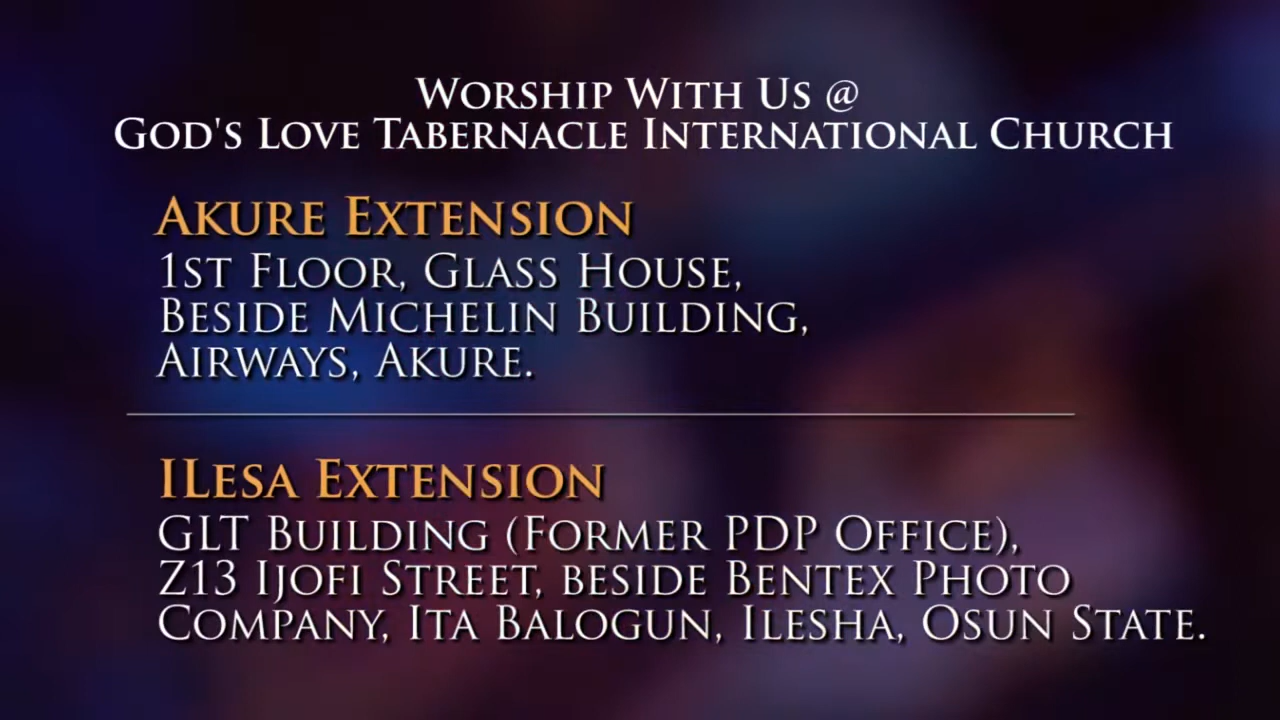 Worship With Us @
God's Love Tabernacle International Church
Akure Extension
1st Floor, Glass House,
Beside Michelin Building,
Airways, Akure.
ILesa Extension
GLT Building (Former PDP Office),
Z13 Ijofi Street, beside Bentex Photo
Company, Ita Balogun, Ilesha, Osun State.